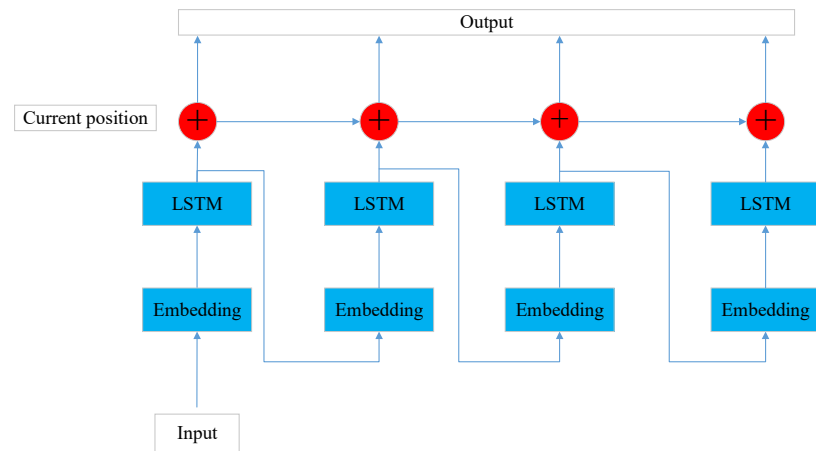 Output
Current position
+ + + +
LSTM LSTM LSTM LSTM
Embedding Embedding Embedding Embedding
Input